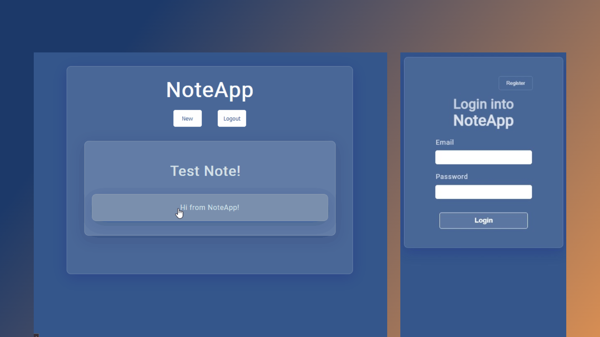 NoteApp
New
Logout
Test Note!
Hi from NoteApp!
Register
Login into
NoteApp
Email
Password
Login